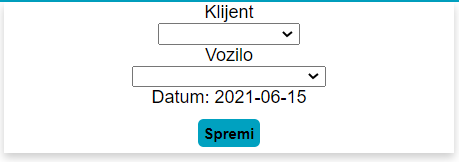 Klijent
Vozilo
Datum: 2021-06-15
Spremi